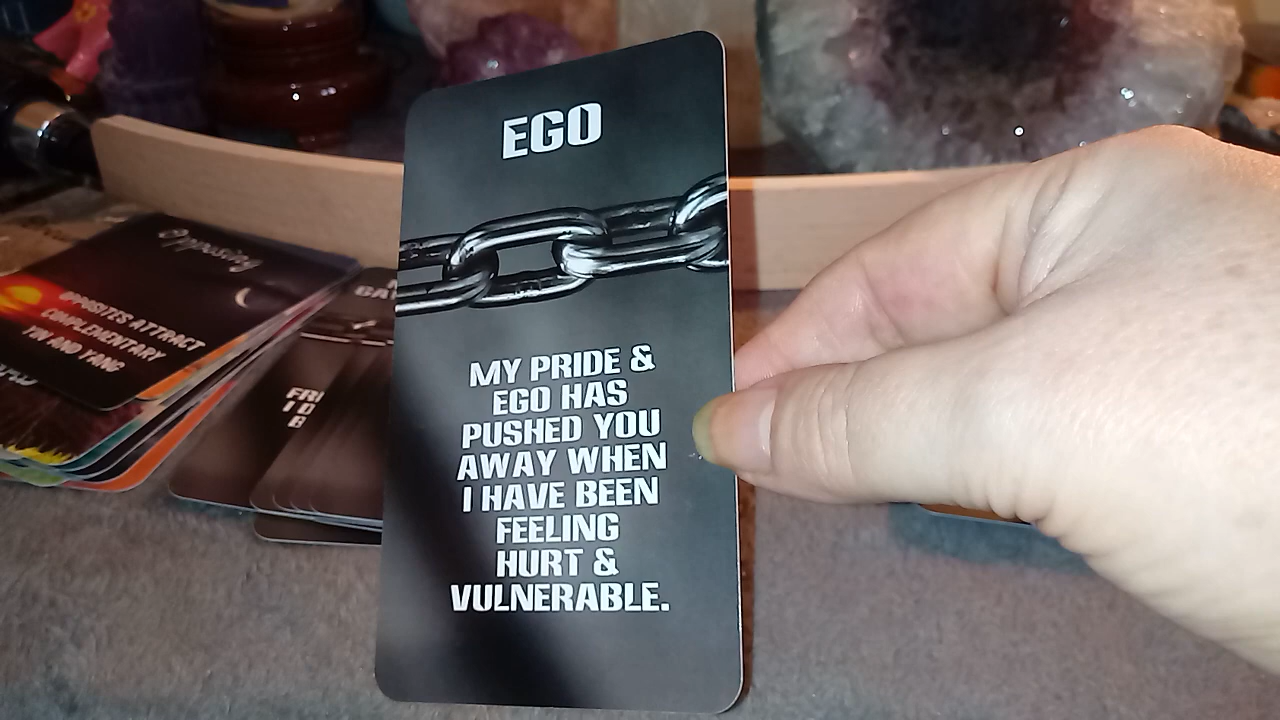 EGO
MY PRIDE &
EGO HAS
PUSHED YOU
AWAY WHEN
I HAVE BEEN
FEELING
HURT &
VULNERABLE.
Opposites
OPPOSITES ATTRACT
COMPLEMENTARY
YIN AND YANG